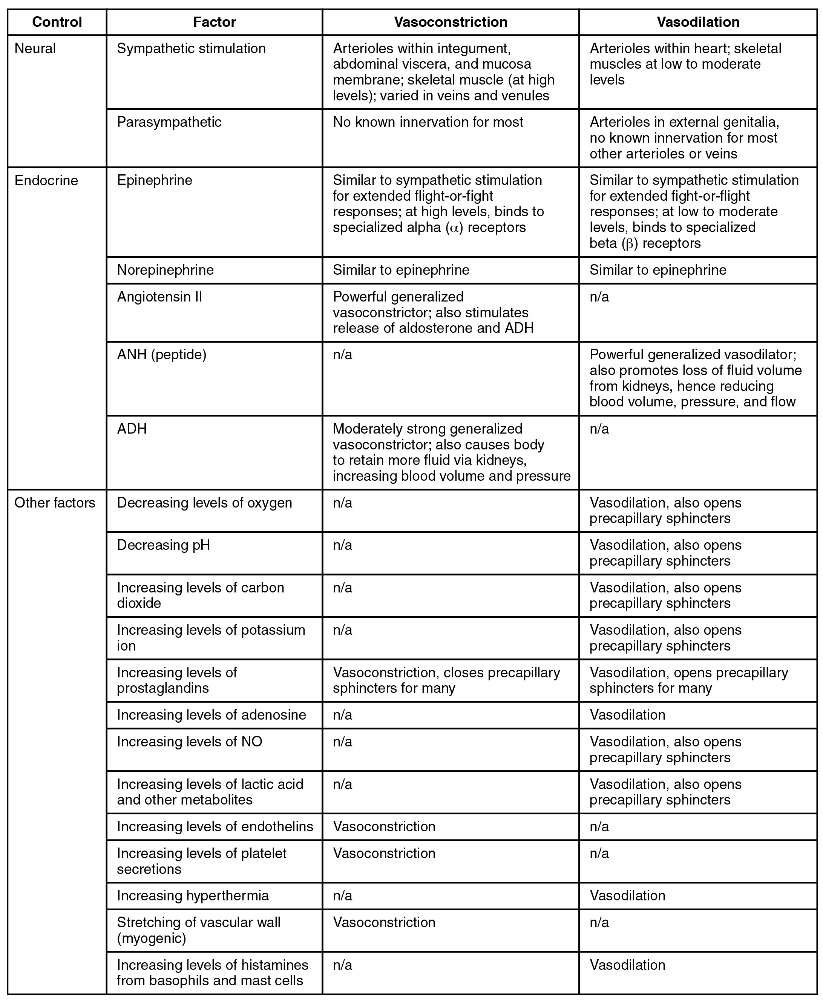 Control Factor Vasoconstriction Vasodilation
Neural
Sympathetic stimulation
Arterioles within integument,
abdominal viscera, and mucosa
membrane; skeletal muscle (at high
levels); varied in veins and venules
Arterioles within heart; skeletal
muscles at low to moderate
levels
Parasympathetic
No known innervation for most
Arterioles in external genitalia,
no known innervation for most
other arterioles or veins
Endocrine
Epinephrine
Similar to sympathetic stimulation
for extended flight-or-fight
responses; at high levels, binds to
specialized alpha (α) receptors
Similar to sympathetic stimulation
for extended fight-or-flight
responses; at low to moderate
levels, binds to specialized
beta (β) receptors
Norepinephrine
Similar to epinephrine
Similar to epinephrine
Angiotensin II
Powerful generalized
vasoconstrictor; also stimulates
release of aldosterone and ADH
n/a
ANH (peptide)
n/a
Powerful generalized vasodilator;
also promotes loss of fluid volume
from kidneys, hence reducing
blood volume, pressure, and flow
ADH
Moderately strong generalized
vasoconstrictor; also causes body
to retain more fluid via kidneys,
increasing blood volume and pressure
n/a
Other factors
Decreasing levels of oxygen
n/a
Vasodilation, also opens
precapillary sphincters
Decreasing pH
n/a
Vasodilation, also opens
precapillary sphincters
Increasing levels of carbon
dioxide
n/a
Vasodilation, also opens
precapillary sphincters
Increasing levels of potassium
ion
n/a
Vasodilation, also opens
precapillary sphincters
Increasing levels of
prostaglandins
Vasoconstriction, closes precapillary
sphincters for many
Vasodilation, opens precapillary
sphincters for many
Increasing levels of adenosine
n/a
Vasodilation
Increasing levels of NO
n/a
Vasodilation, also opens
precapillary sphincters
Increasing levels of lactic acid
and other metabolites
n/a
Vasodilation, also opens
precapillary sphincters
Increasing levels of endothelins
Vasoconstriction
n/a
Increasing levels of platelet
secretions
Vasoconstriction
n/a
Increasing hyperthermia
n/a
Vasodilation
Stretching of vascular wall
(myogenic)
Vasoconstriction
n/a
Increasing levels of histamines
from basophils and mast cells
n/a
Vasodilation